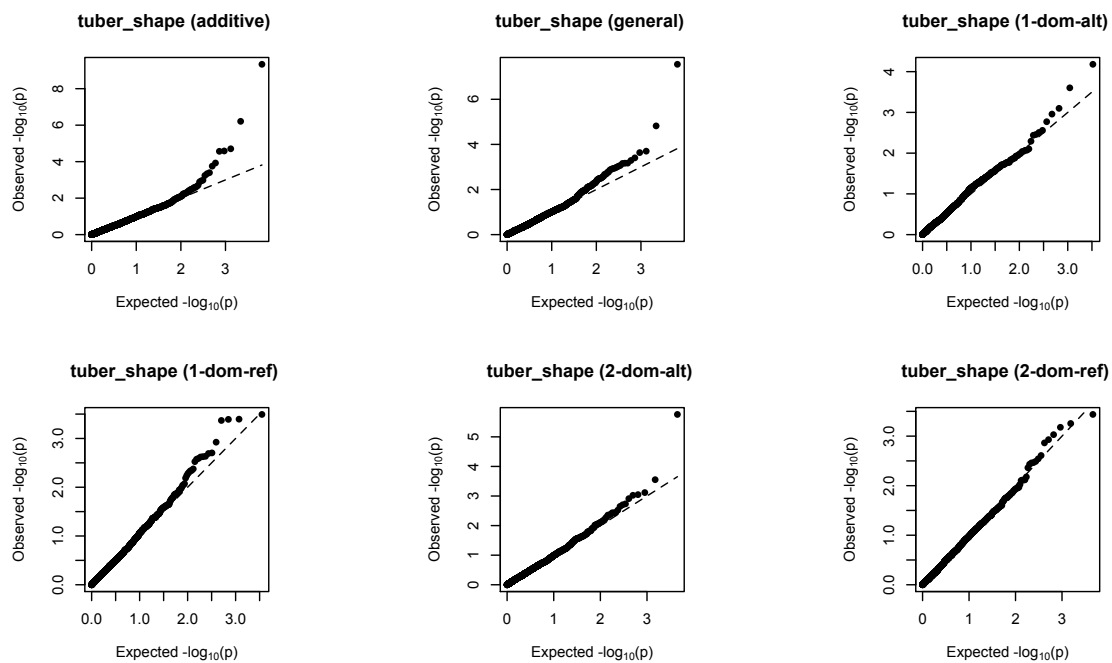 tuber_shape (additive)
Observed -log10(p)
8
6
4
2
0
0 1 2 3
Expected -log10(p)
tuber_shape (general)
Observed -log10(p)
6
4
2
0
0 1 2 3
Expected -log10(p)
tuber_shape (1-dom-alt)
Observed -log10(p)
4
3
2
1
0
0.0 1.0 2.0 3.0
Expected -log10(p)
tuber_shape (1-dom-ref)
Observed -log10(p)
3.0
2.0
1.0
0.0
0.0 1.0 2.0 3.0
Expected -log10(p)
tuber_shape (2-dom-alt)
Observed -log10(p)
5
4
3
2
1
0
0 1 2 3
Expected -log10(p)
tuber_shape (2-dom-ref)
Observed -log10(p)
3.0
2.0
1.0
0.0
0 1 2 3
Expected -log10(p)